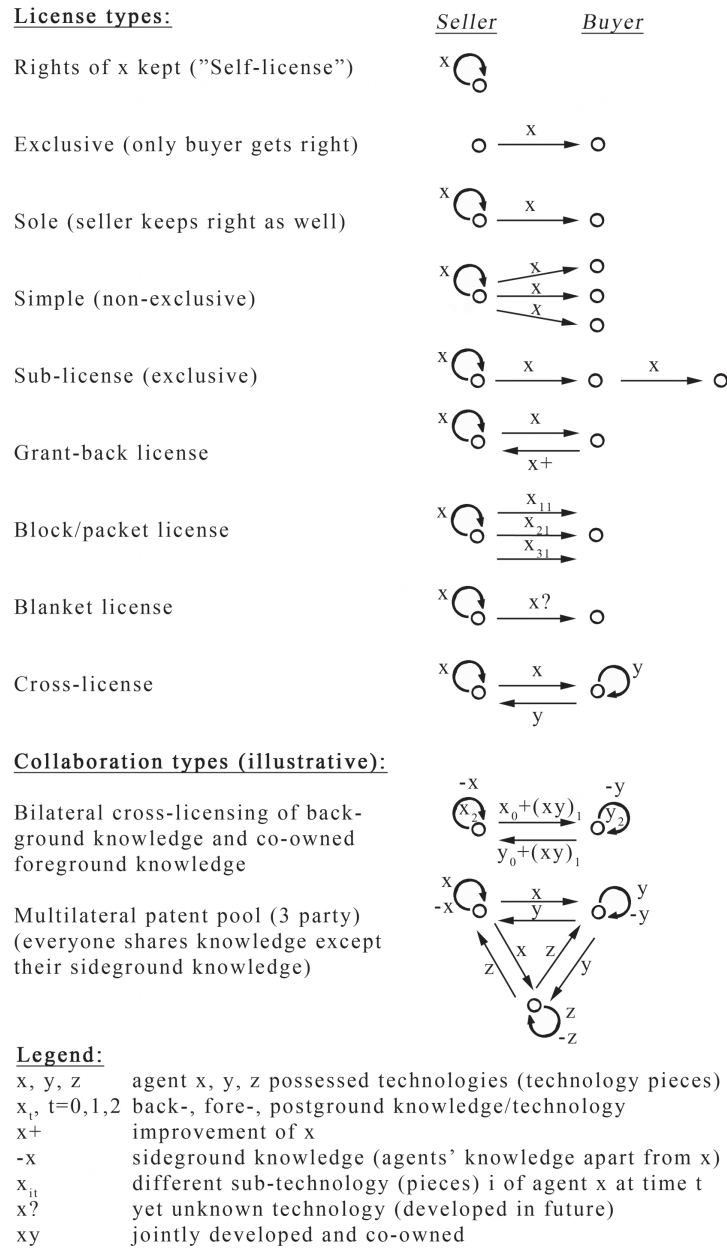 License types: Seller Buyer
Rights of x kept ("Self-license") x
Exclusive (only buyer gets right) x
Sole (seller keeps right as well) x x
Simple (non-exclusive) x x x x
Sub-license (exclusive) x x x
Grant-back license x x x+
Block/packet license x x₁₁ x₂₁ x₃₁
Blanket license x x?
Cross-license x x y y
Collaboration types (illustrative):
-x -y
Bilateral cross-licensing of back- x₂ x₀+(xy)₁ y₂
ground knowledge and co-owned
foreground knowledge y₀+(xy)₁
x x y
Multilateral patent pool (3 party) -x y -y
(everyone shares knowledge except
their sideground knowledge) z x z y
z
-z
Legend:
x, y, z agent x, y, z possessed technologies (technology pieces)
xₜ, t=0,1,2 back-, fore-, postground knowledge/technology
x+ improvement of x
-x sideground knowledge (agents' knowledge apart from x)
xᵢₜ different sub-technology (pieces) i of agent x at time t
x? yet unknown technology (developed in future)
xy jointly developed and co-owned